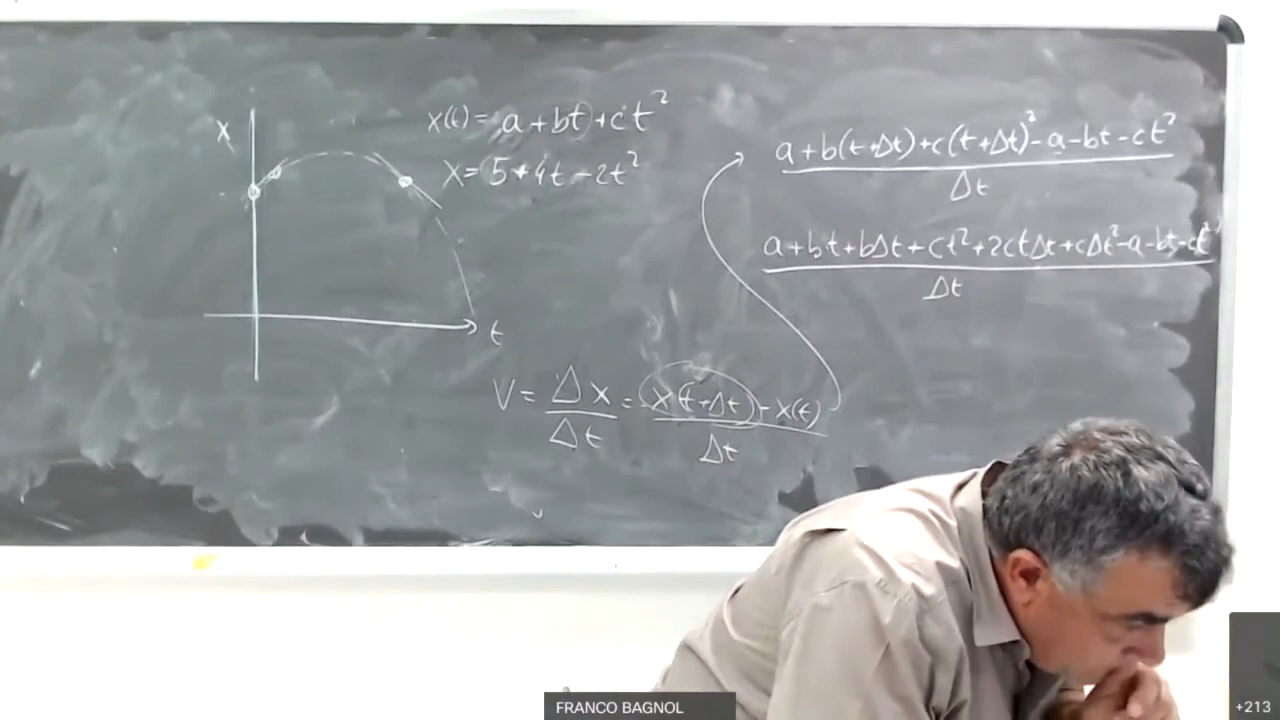 x(t) = a + bt + ct²
x = 5 + 4t - 2t²
x
t
V = Δx / Δt = x(t+Δt) - x(t) / Δt
a + b(t+Δt) + c(t+Δt)² - a - bt - ct²
Δt
a + bt + bΔt + ct² + 2ctΔt + cΔt² - a - bt - ct²
Δt
FRANCO BAGNOL
+213